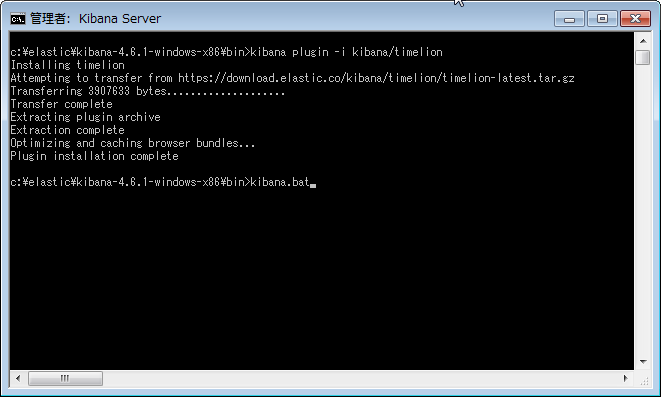 管理者: Kibana Server
c:¥elastic¥kibana-4.6.1-windows-x86¥bin>kibana plugin -i kibana/timelion
Installing timelion
Attempting to transfer from https://download.elastic.co/kibana/timelion/timelion-latest.tar.gz
Transferring 3907633 bytes....................
Transfer complete
Extracting plugin archive
Extraction complete
Optimizing and caching browser bundles...
Plugin installation complete
c:¥elastic¥kibana-4.6.1-windows-x86¥bin>kibana.bat